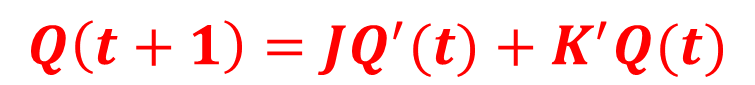 Q(t + 1) = JQ′(t) + K′Q(t)